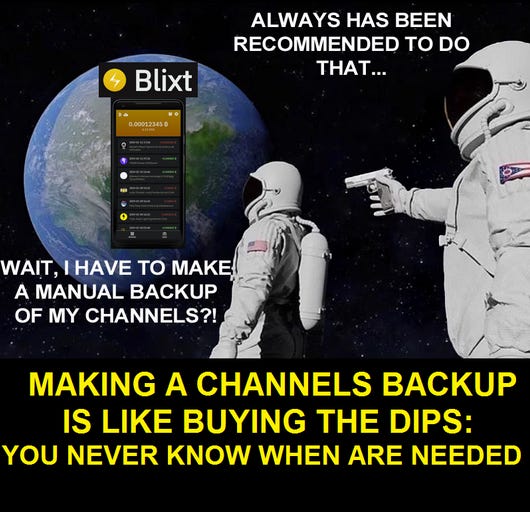 ALWAYS HAS BEEN
RECOMMENDED TO DO
THAT...
Blixt
0.00012345 ₿
WAIT, I HAVE TO MAKE
A MANUAL BACKUP
OF MY CHANNELS?!
MAKING A CHANNELS BACKUP
IS LIKE BUYING THE DIPS:
YOU NEVER KNOW WHEN ARE NEEDED